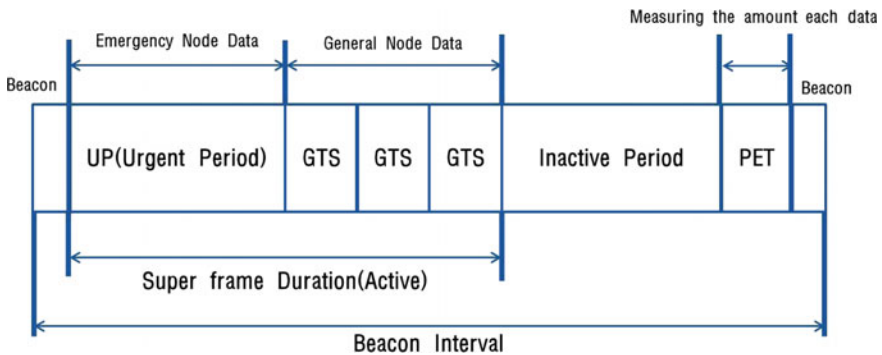 Measuring the amount each data
Emergency Node Data
General Node Data
Beacon
Beacon
UP(Urgent Period)
GTS
GTS
GTS
Inactive Period
PET
Super frame Duration(Active)
Beacon Interval